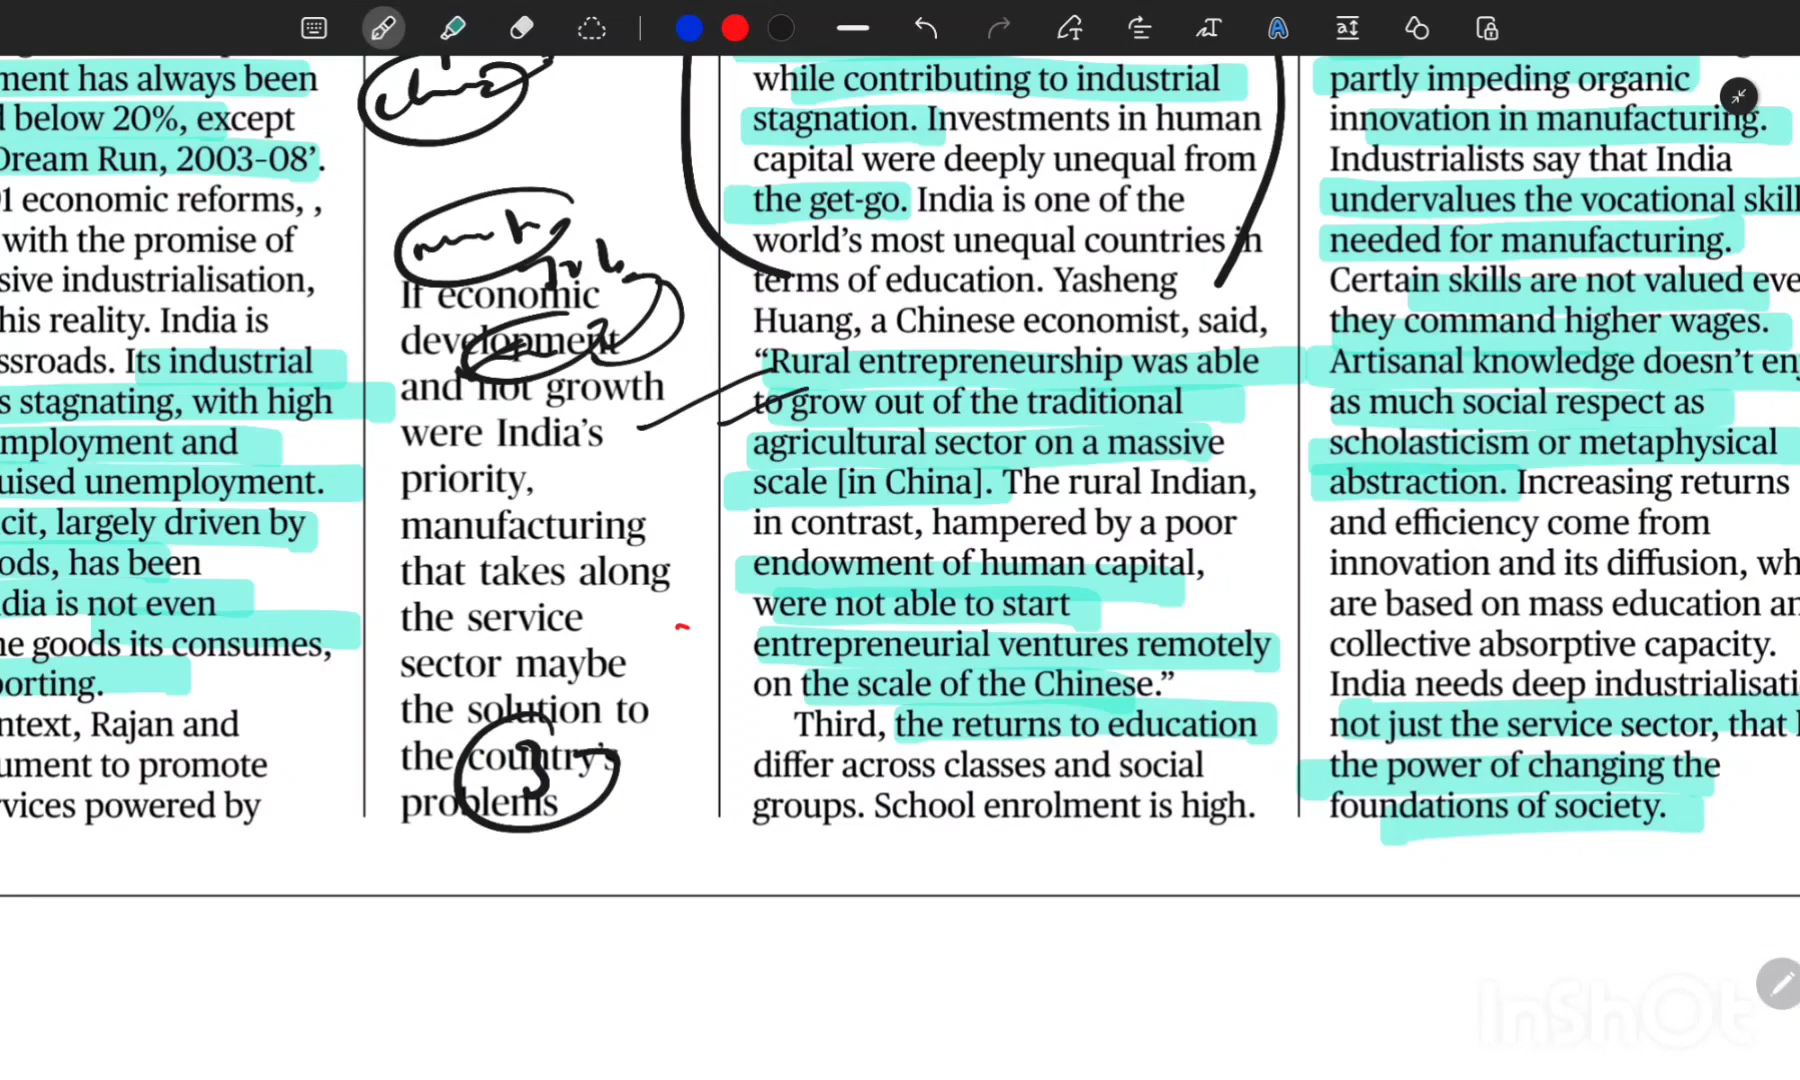 ment has always been
d below 20%, except
Dream Run, 2003-08’.
1 economic reforms, ,
with the promise of
sive industrialisation,
his reality. India is
ssroads. Its industrial
s stagnating, with high
mployment and
uised unemployment.
cit, largely driven by
ods, has been
dia is not even
he goods its consumes,
porting.
ntext, Rajan and
ument to promote
rvices powered by
If economic
development
and not growth
were India’s
priority,
manufacturing
that takes along
the service
sector maybe
the solution to
the country’s
problems
3
while contributing to industrial
stagnation. Investments in human
capital were deeply unequal from
the get-go. India is one of the
world’s most unequal countries in
terms of education. Yasheng
Huang, a Chinese economist, said,
“Rural entrepreneurship was able
to grow out of the traditional
agricultural sector on a massive
scale [in China]. The rural Indian,
in contrast, hampered by a poor
endowment of human capital,
were not able to start
entrepreneurial ventures remotely
on the scale of the Chinese.”
Third, the returns to education
differ across classes and social
groups. School enrolment is high.
partly impeding organic
innovation in manufacturing.
Industrialists say that India
undervalues the vocational skill
needed for manufacturing.
Certain skills are not valued eve
they command higher wages.
Artisanal knowledge doesn’t enj
as much social respect as
scholasticism or metaphysical
abstraction. Increasing returns
and efficiency come from
innovation and its diffusion, wh
are based on mass education an
collective absorptive capacity.
India needs deep industrialisati
not just the service sector, that h
the power of changing the
foundations of society.
InShOt